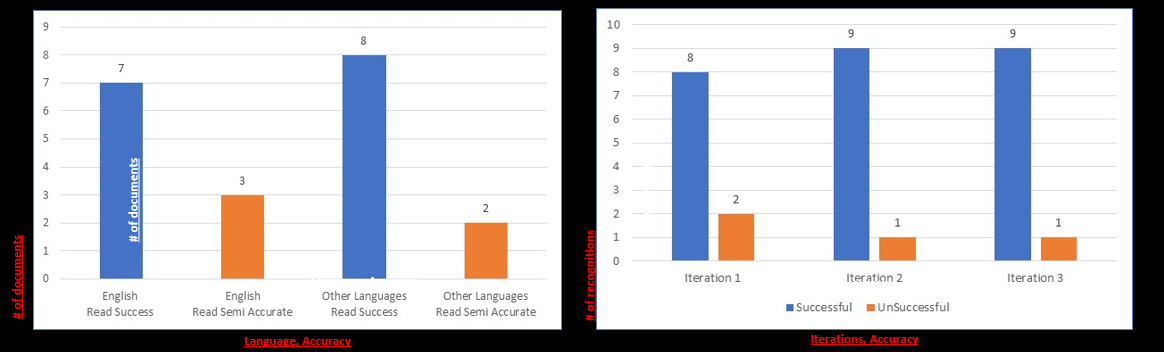 9
8
7
6
5
4
3
2
1
0
7
3
8
2
# of documents
# of documents
English
Read Success
English
Read Semi Accurate
Other Languages
Read Success
Other Languages
Read Semi Accurate
Language, Accuracy
10
9
8
7
6
5
4
3
2
1
0
8
2
9
1
9
1
# of recognitions
Iteration 1
Iteration 2
Iteration 3
Successful
UnSuccessful
Iterations, Accuracy